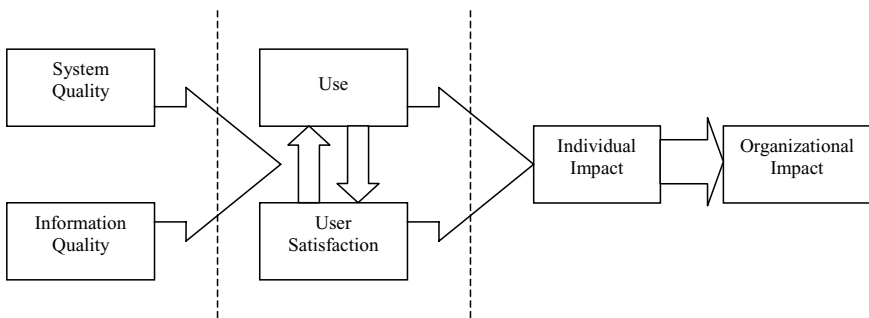 System
Quality
Use
Individual
Impact
Organizational
Impact
Information
Quality
User
Satisfaction